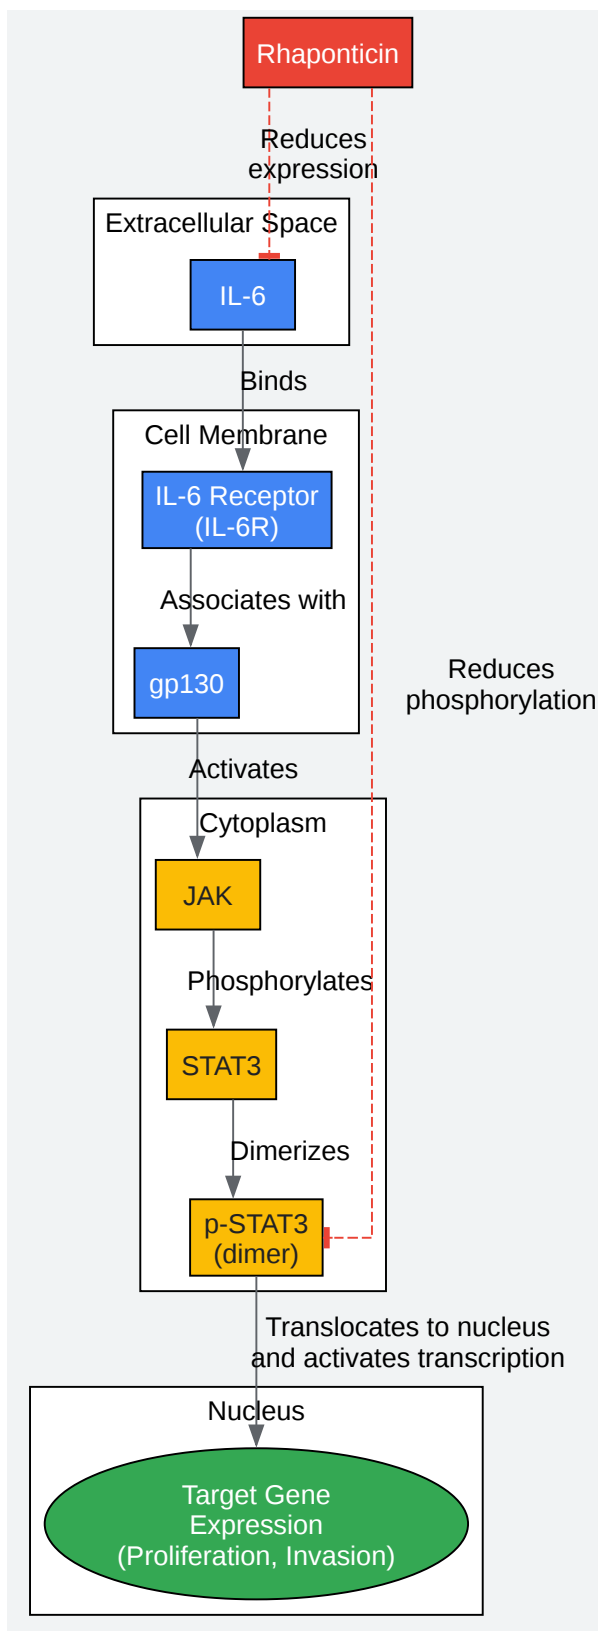 Rhaponticin
Reduces
expression
Extracellular Space
IL-6
Binds
Cell Membrane
IL-6 Receptor
(IL-6R)
Associates with
gp130
Reduces
phosphorylation
Activates
Cytoplasm
JAK
Phosphorylates
STAT3
Dimerizes
p-STAT3
(dimer)
Translocates to nucleus
and activates transcription
Nucleus
Target Gene
Expression
(Proliferation, Invasion)